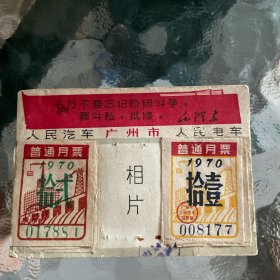 千万不要忘记阶级斗争。
要斗私，批修。 毛泽东
人民汽车 广州市 人民电车
普通月票
1970
拾贰
017884
相片
普通月票
1970
拾壹
008177